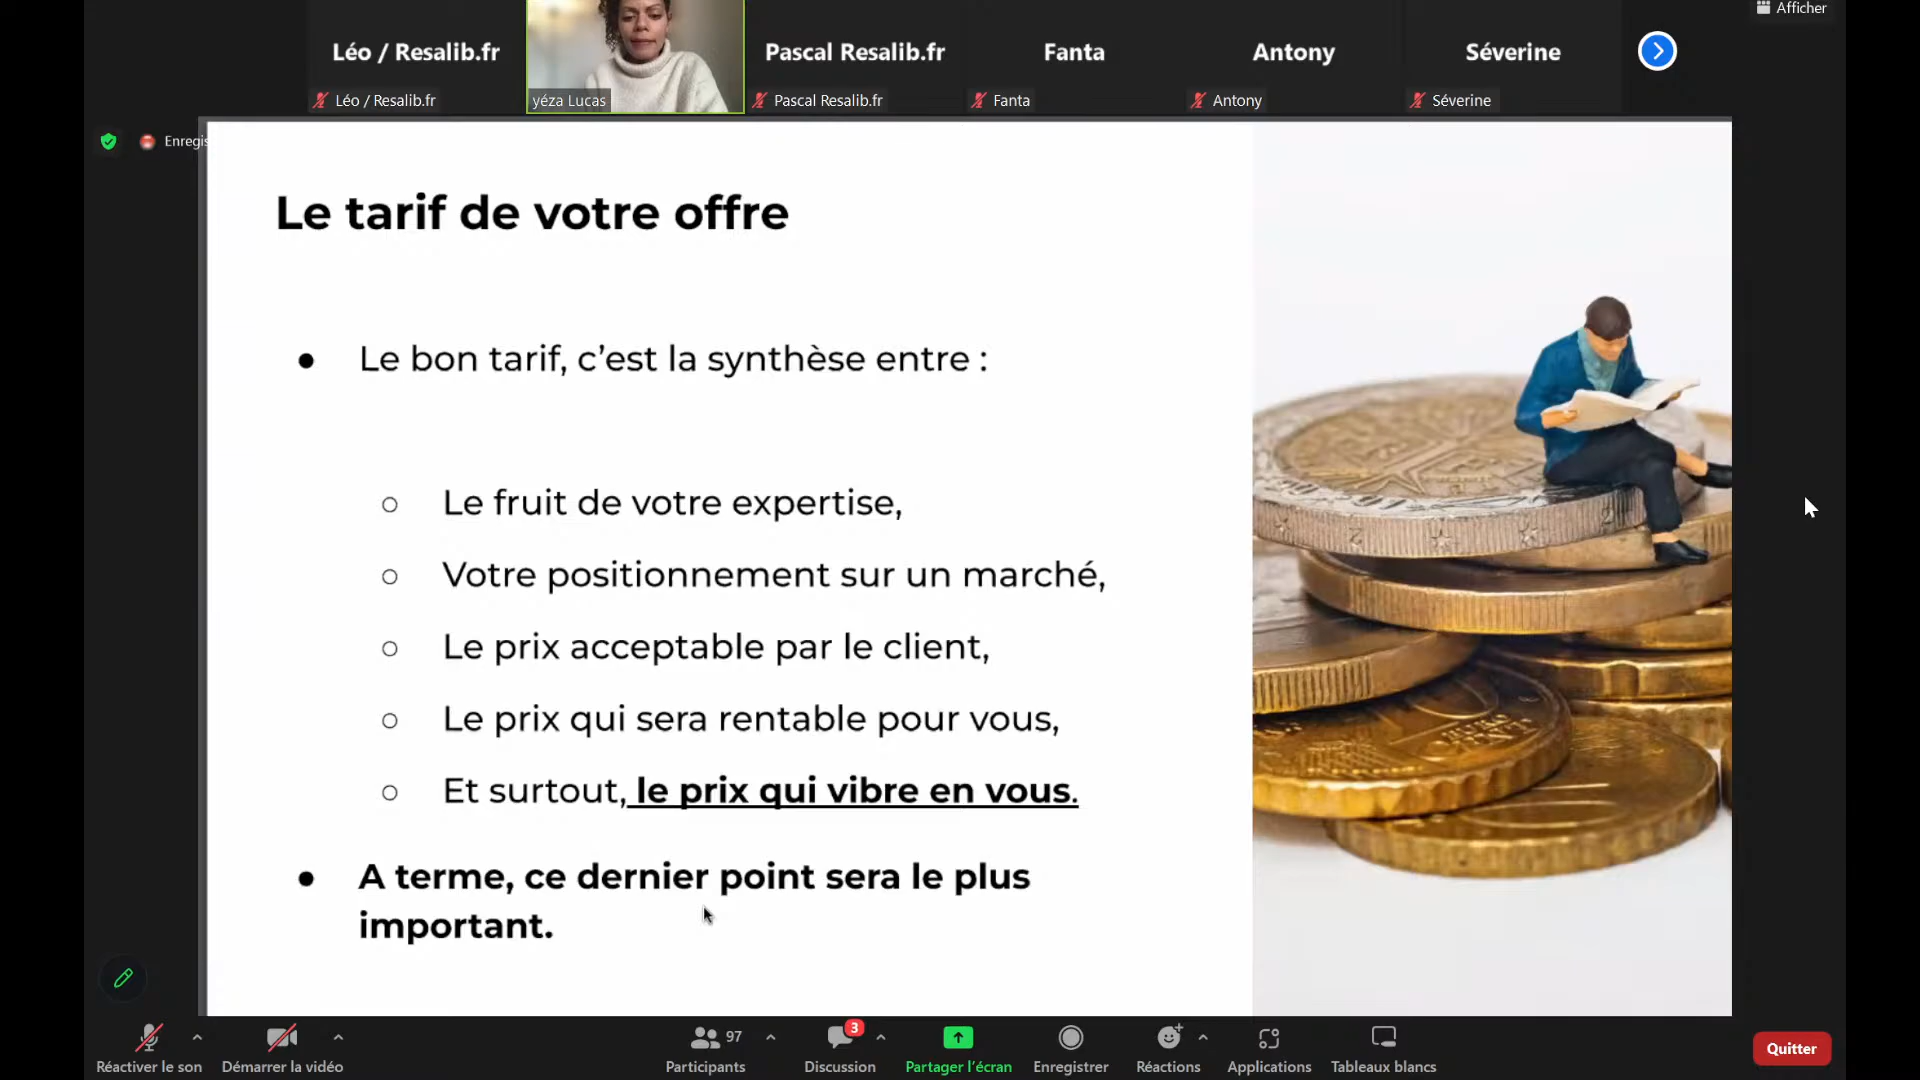 Afficher
Léo / Resalib.fr
Pascal Resalib.fr
Fanta
Antony
Séverine
Léo / Resalib.fr
yéza Lucas
Pascal Resalib.fr
Fanta
Antony
Séverine
Enregis
Le tarif de votre offre
● Le bon tarif, c’est la synthèse entre :
○ Le fruit de votre expertise,
○ Votre positionnement sur un marché,
○ Le prix acceptable par le client,
○ Le prix qui sera rentable pour vous,
○ Et surtout, le prix qui vibre en vous.
● A terme, ce dernier point sera le plus
important.
97
3
Réactiver le son
Démarrer la vidéo
Participants
Discussion
Partager l’écran
Enregistrer
Réactions
Applications
Tableaux blancs
Quitter